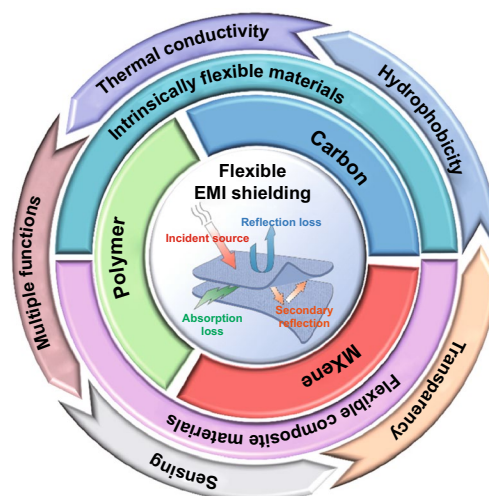 Thermal conductivity
Hydrophobicity
Intrinsically flexible materials
Carbon
Flexible
EMI shielding
Reflection loss
Incident source
Absorption
loss
Secondary
reflection
Polymer
MXene
Multiple functions
Flexible composite materials
Transparency
Sensing